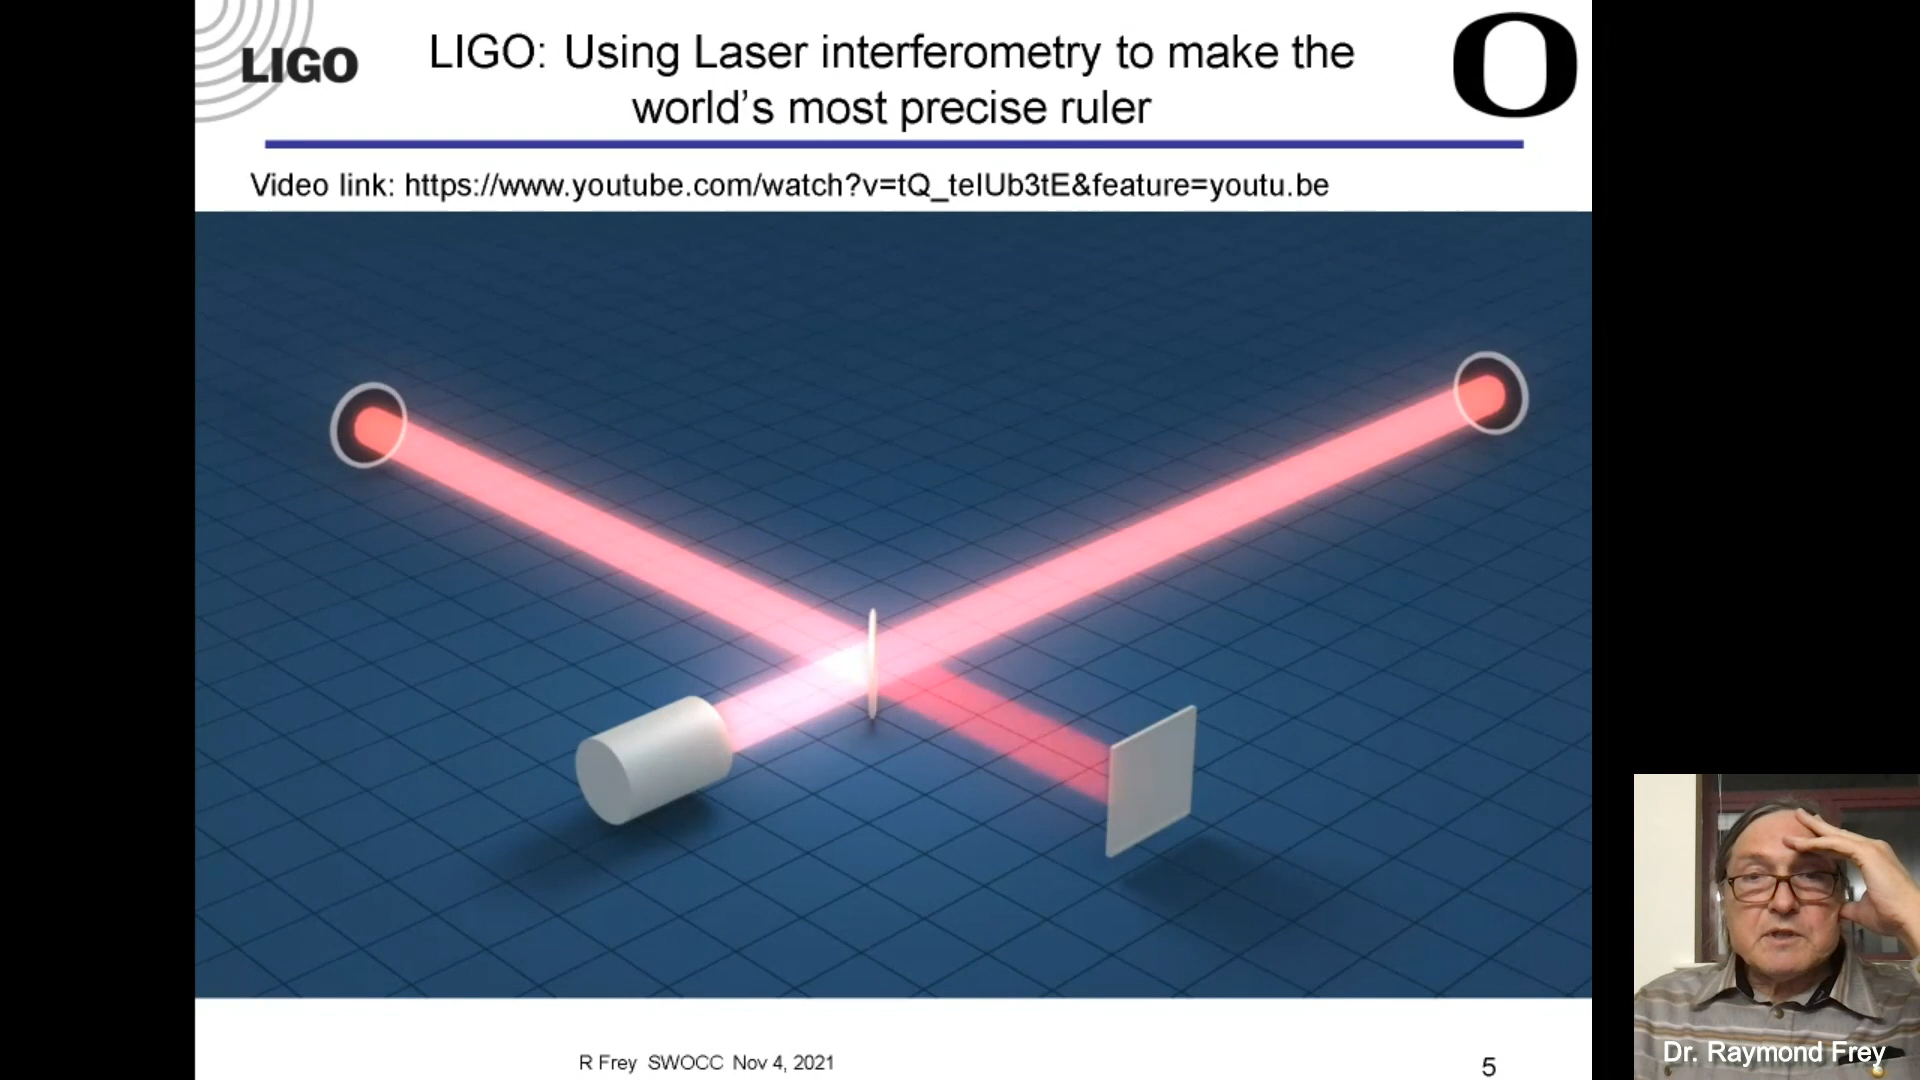 LIGO
LIGO: Using Laser interferometry to make the
world's most precise ruler
O
Video link: https://www.youtube.com/watch?v=tQ_teIUb3tE&feature=youtu.be
R Frey SWOCC Nov 4, 2021
5
Dr. Raymond Frey